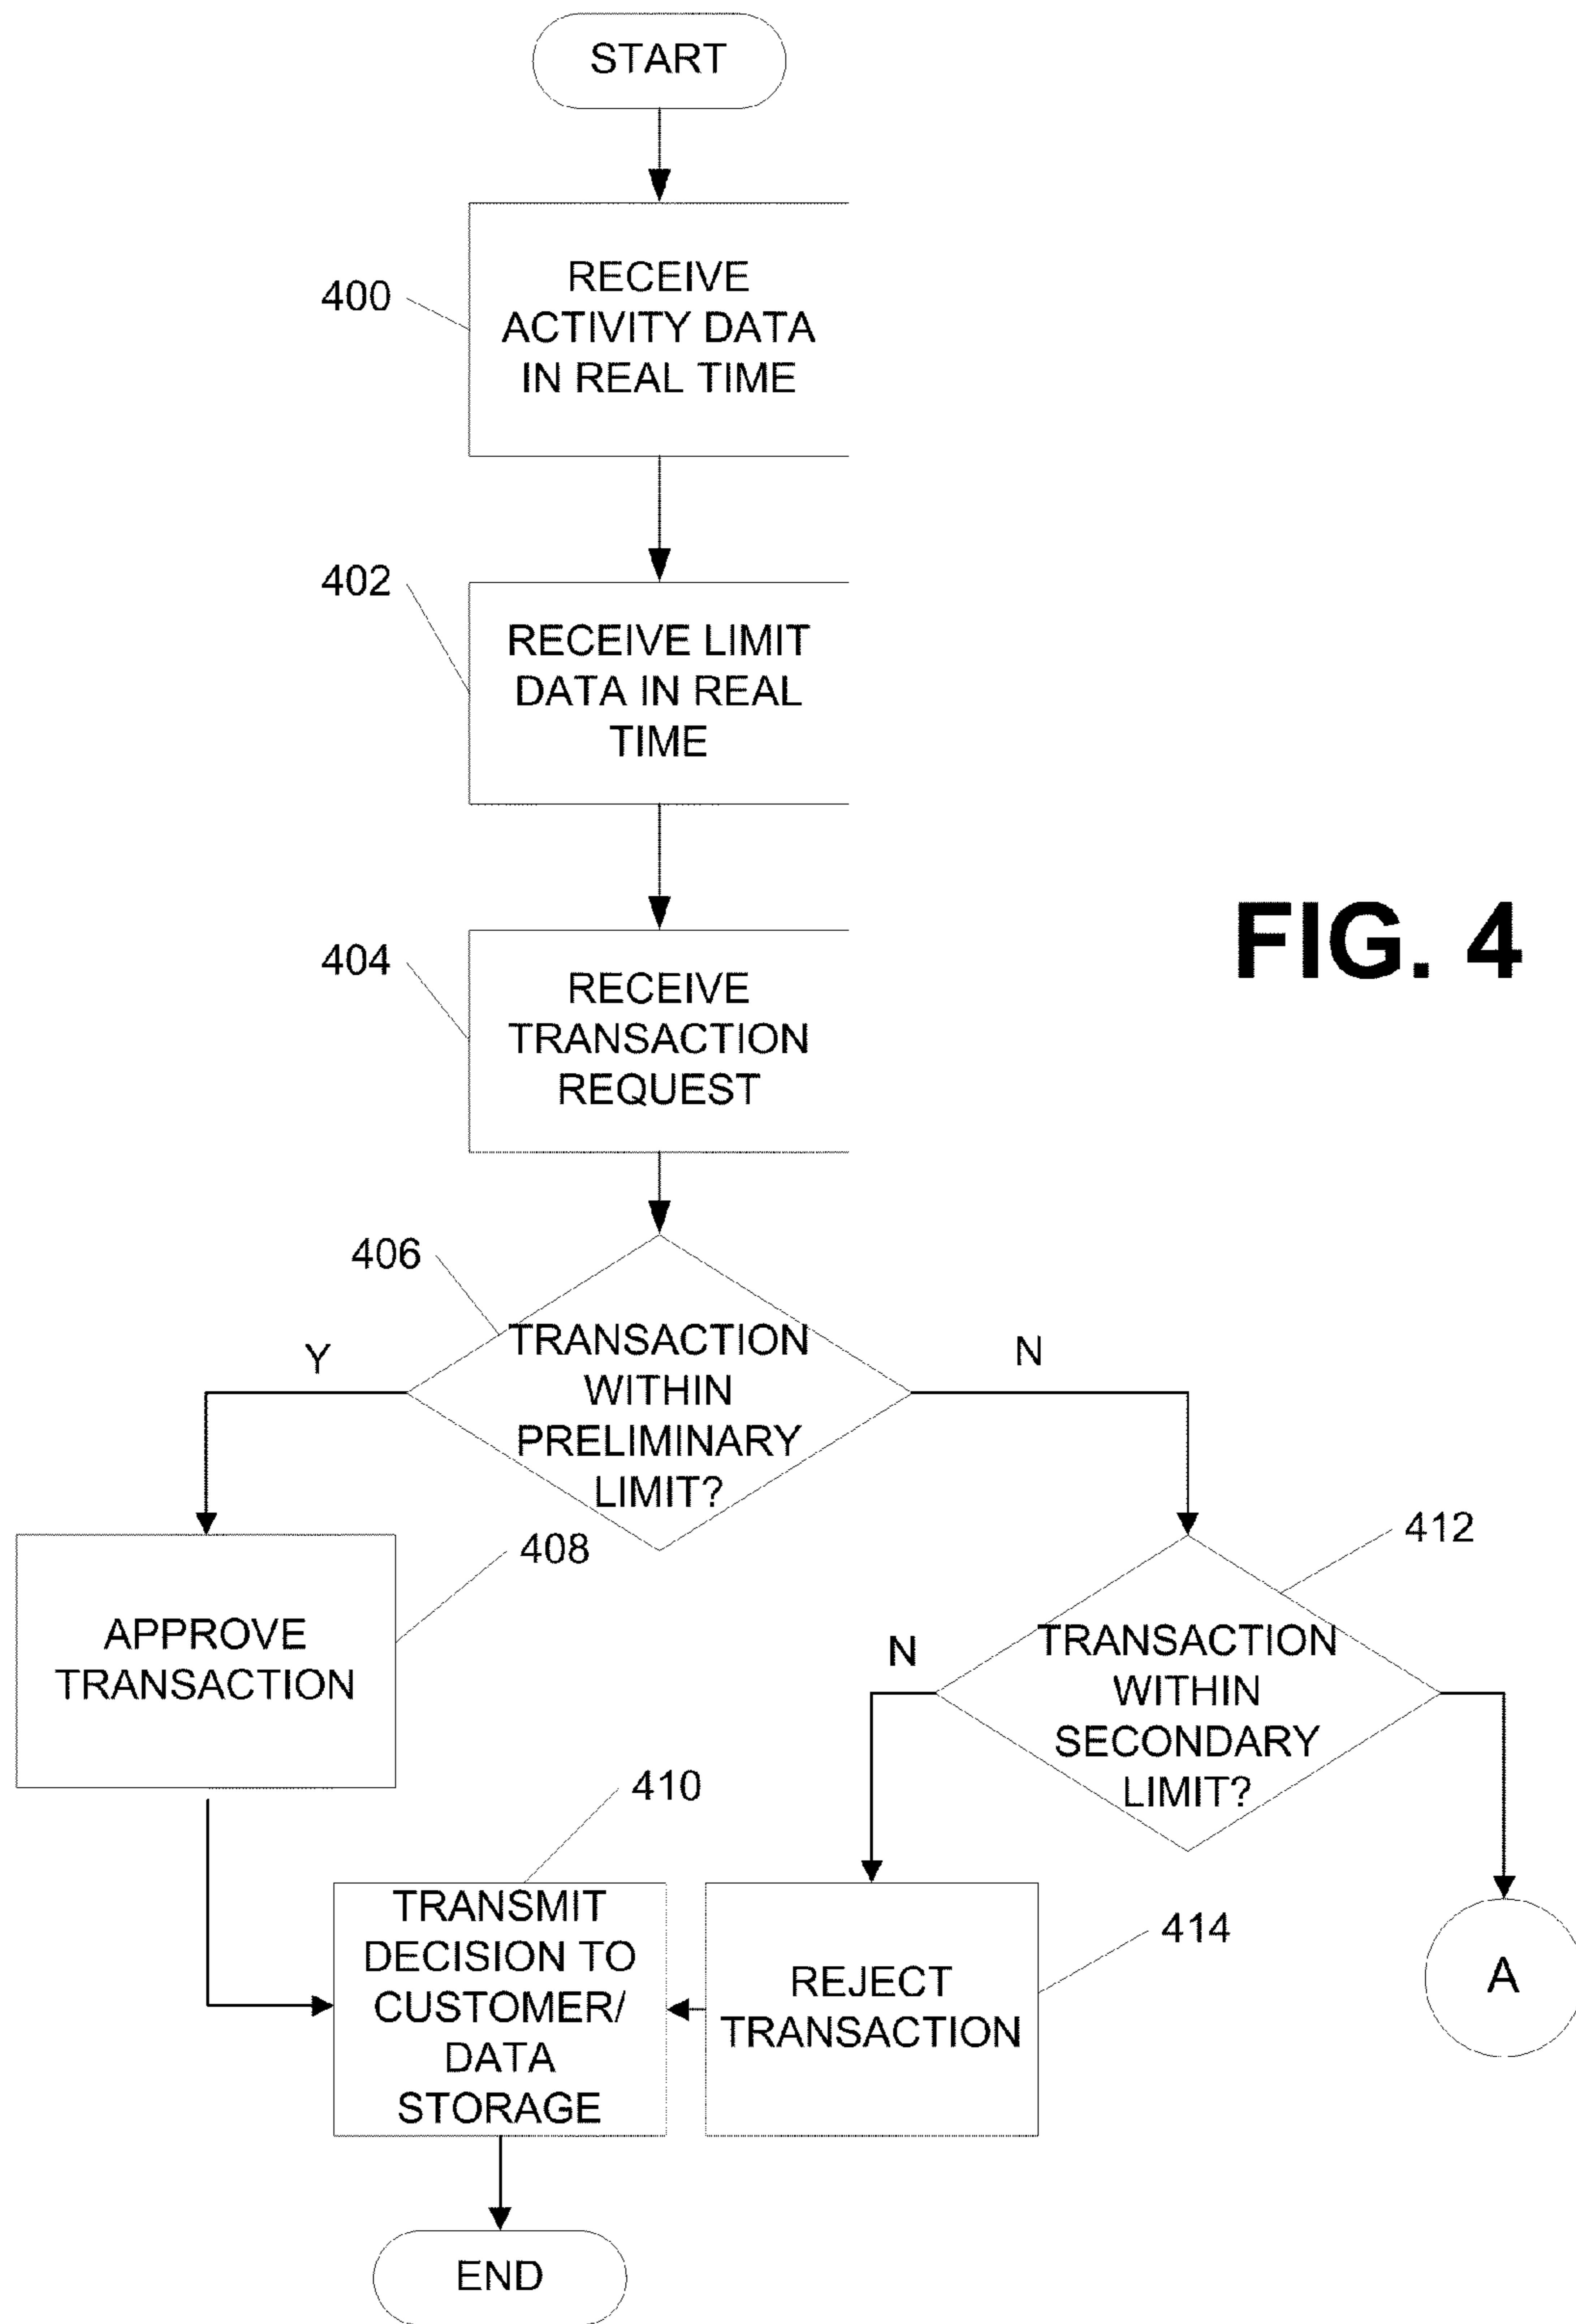 START
400
RECEIVE
ACTIVITY DATA
IN REAL TIME
402
RECEIVE LIMIT
DATA IN REAL
TIME
FIG. 4
404
RECEIVE
TRANSACTION
REQUEST
406
TRANSACTION
WITHIN
PRELIMINARY
LIMIT?
Y
N
408
APPROVE
TRANSACTION
412
TRANSACTION
WITHIN
SECONDARY
LIMIT?
N
410
TRANSMIT
DECISION TO
CUSTOMER/
DATA
STORAGE
414
REJECT
TRANSACTION
A
END